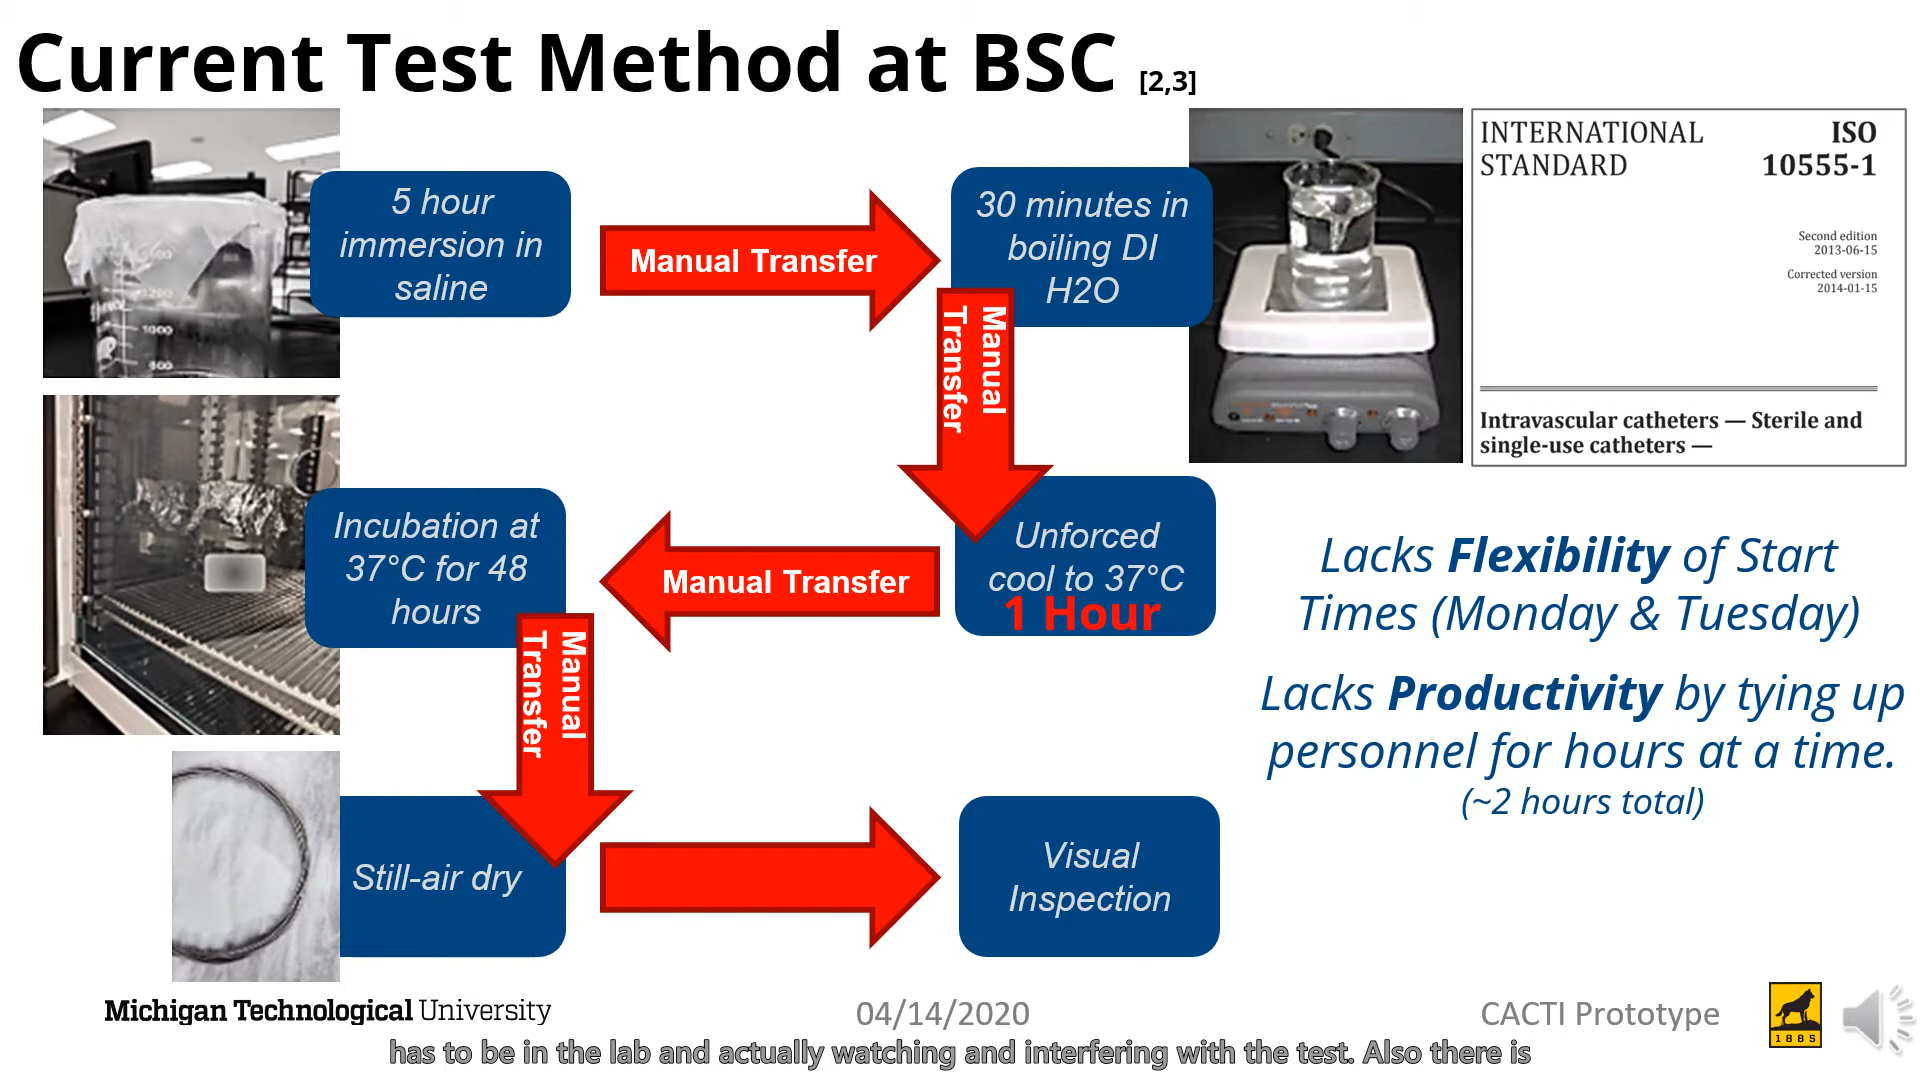 Current Test Method at BSC [2,3]
5 hour
immersion in
saline
Manual Transfer
30 minutes in
boiling DI
H2O
INTERNATIONAL
STANDARD
ISO
10555-1
Second edition
2013-06-15
Corrected version
2014-01-15
Intravascular catheters — Sterile and
single-use catheters —
1000
Manual
Transfer
Unforced
cool to 37°C
1 Hour
Manual Transfer
Incubation at
37°C for 48
hours
Manual
Transfer
Still-air dry
Visual
Inspection
Lacks Flexibility of Start
Times (Monday & Tuesday)
Lacks Productivity by tying up
personnel for hours at a time.
(~2 hours total)
Michigan Technological University
04/14/2020
CACTI Prototype
1885
has to be in the lab and actually watching and interfering with the test. Also there is